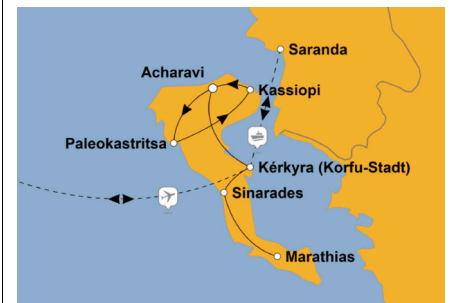 Saranda
Acharavi
Kassiopi
Paleokastritsa
Kérkyra (Korfu-Stadt)
Sinarades
Marathias